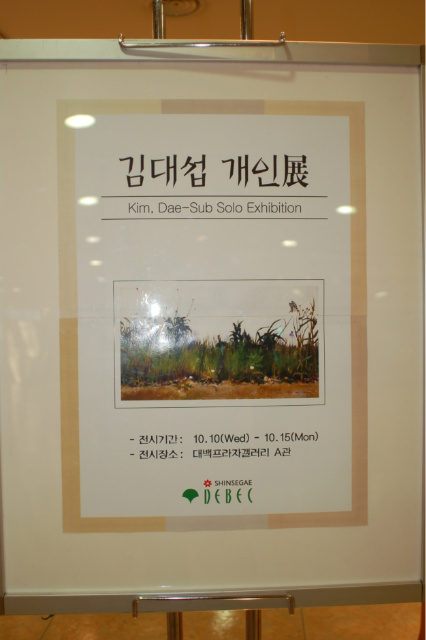 김대섭 개인展
Kim, Dae-Sub Solo Exhibition
- 전시기간 : 10.10(Wed) - 10.15(Mon)
- 전시장소 : 대백프라자갤러리 A관
SHINSEGAE
DEBEC